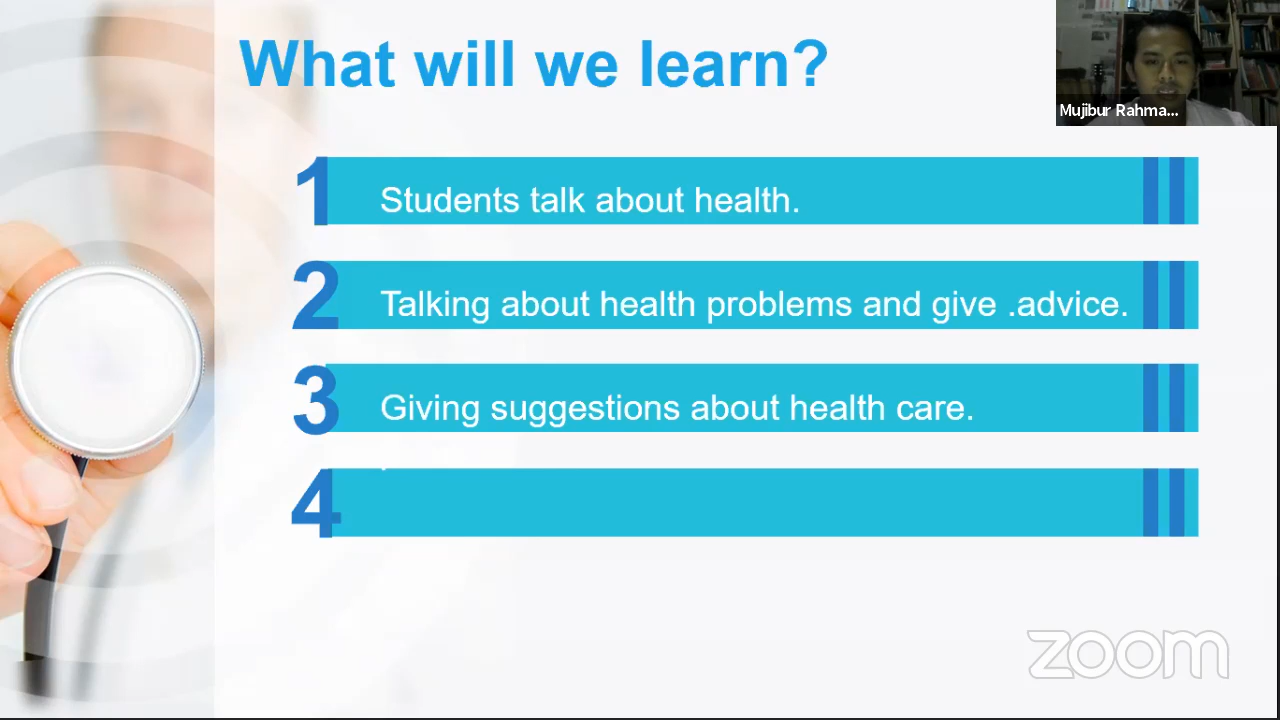 What will we learn?
Mujibur Rahma...
1
Students talk about health.
2
Talking about health problems and give .advice.
3
Giving suggestions about health care.
4
zoom